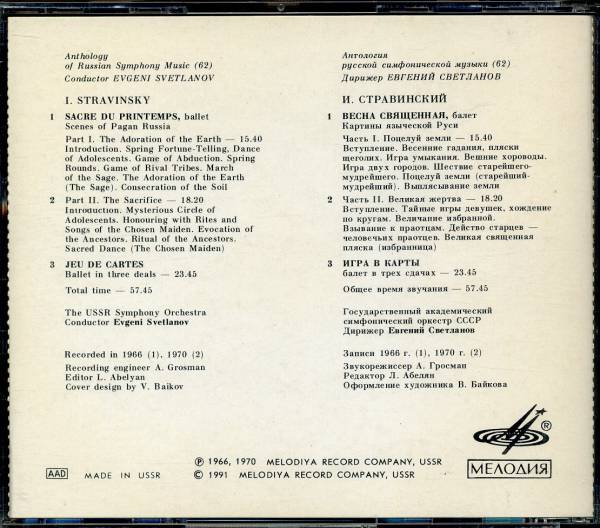 Anthology
of Russian Symphony Music (62)
Conductor EVGENI SVETLANOV
I. STRAVINSKY
1 SACRE DU PRINTEMPS, ballet
Scenes of Pagan Russia
Part I. The Adoration of the Earth — 15.40
Introduction. Spring Fortune-Telling, Dance
of Adolescents. Game of Abduction. Spring
Rounds. Game of Rival Tribes. March
of the Sage. The Adoration of the Earth
(The Sage). Consecration of the Soil
2 Part II. The Sacrifice — 18.20
Introduction. Mysterious Circle of
Adolescents. Honouring with Rites and
Songs of the Chosen Maiden. Evocation of
the Ancestors. Ritual of the Ancestors.
Sacred Dance (The Chosen Maiden)
3 JEU DE CARTES
Ballet in three deals — 23.45
Total time — 57.45
The USSR Symphony Orchestra
Conductor Evgeni Svetlanov
Recorded in 1966 (1), 1970 (2)
Recording engineer A. Grosman
Editor L. Abelyan
Cover design by V. Baikov
Антология
русской симфонической музыки (62)
Дирижер ЕВГЕНИЙ СВЕТЛАНОВ
И. СТРАВИНСКИЙ
1 ВЕСНА СВЯЩЕННАЯ, балет
Картины языческой Руси
Часть I. Поцелуй земли — 15.40
Вступление. Весенние гадания, пляски
щеголих. Игра умыкания. Вешние хороводы.
Игра двух городов. Шествие старейшего-
мудрейшего. Поцелуй земли (старейший-
мудрейший). Выплясывание земли
2 Часть II. Великая жертва — 18.20
Вступление. Тайные игры девушек, хождение
по кругам. Величание избранной.
Взывание к праотцам. Действо старцев —
человечьих праотцев. Великая священная
пляска (избранница)
3 ИГРА В КАРТЫ
балет в трех сдачах — 23.45
Общее время звучания — 57.45
Государственный академический
симфонический оркестр СССР
Дирижер Евгений Светланов
Записи 1966 г. (1), 1970 г. (2)
Звукорежиссер А. Гросман
Редактор Л. Абелян
Оформление художника В. Байкова
®
МЕЛОДИЯ
AAD MADE IN USSR
℗ 1966, 1970 MELODIYA RECORD COMPANY, USSR
© 1991 MELODIYA RECORD COMPANY, USSR